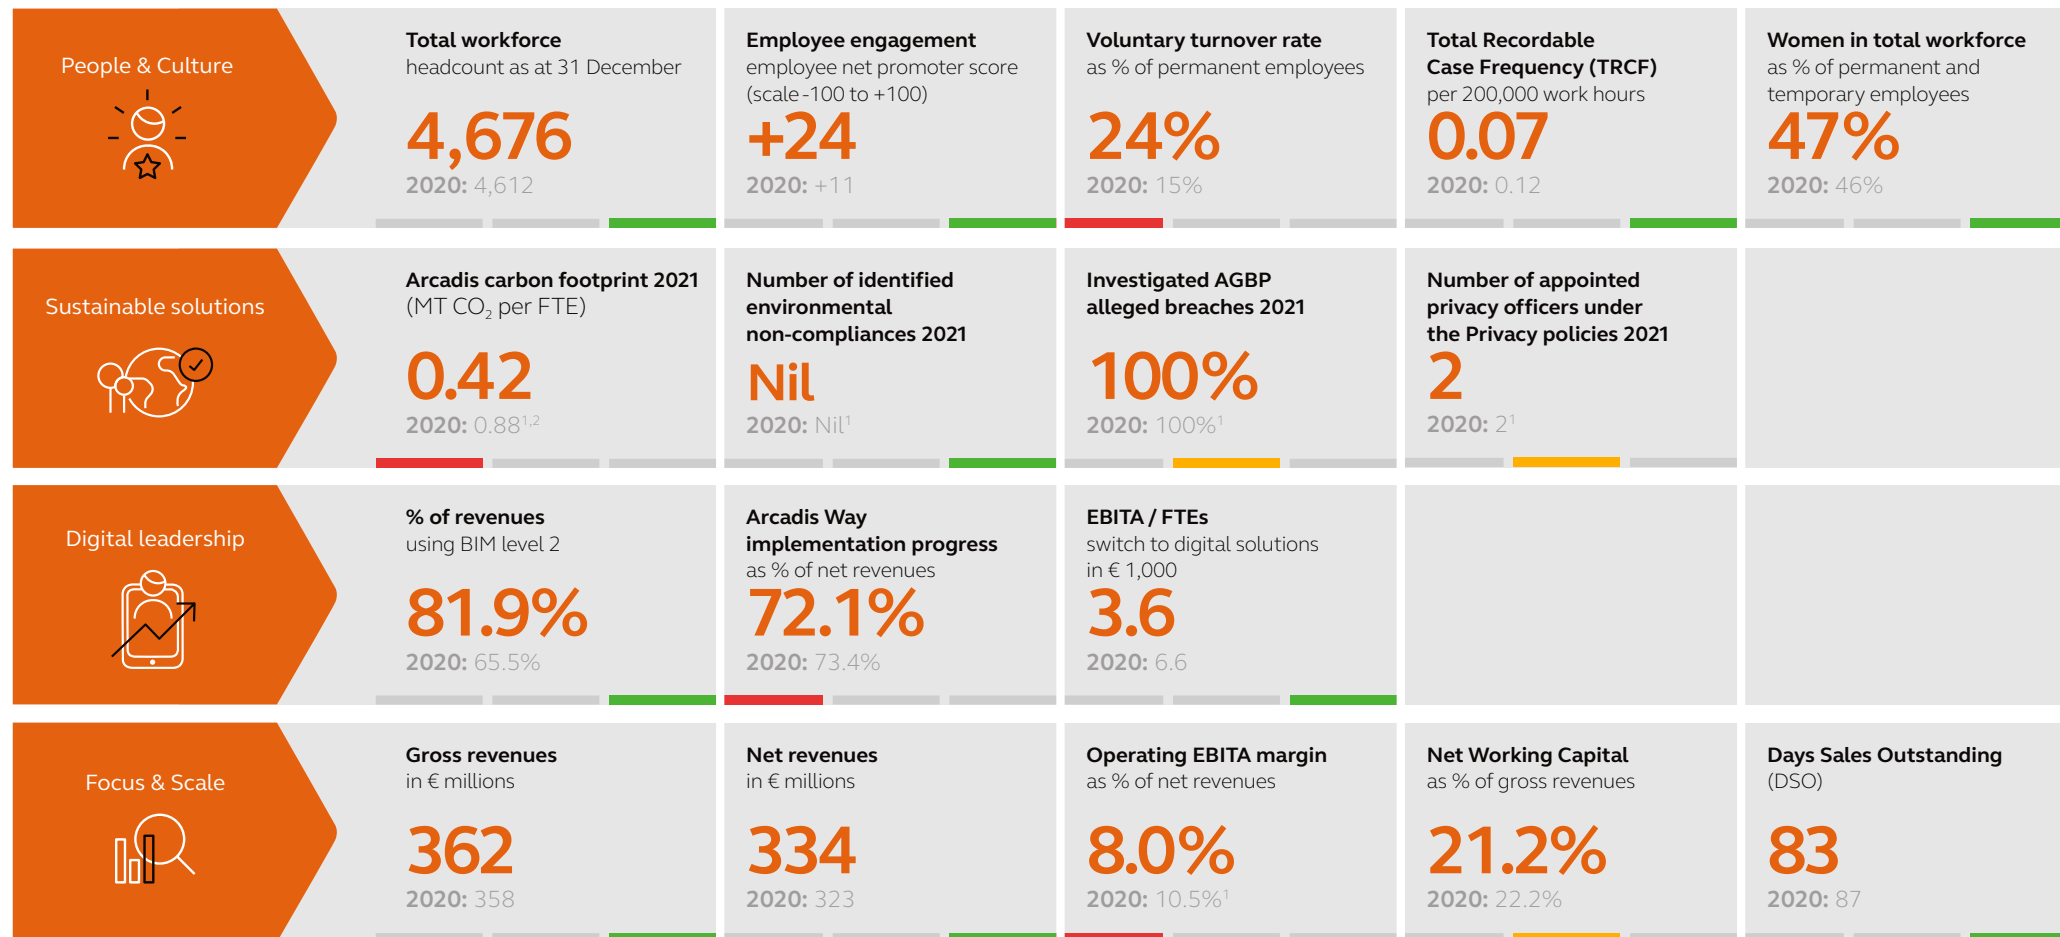 People & Culture
Total workforce
headcount as at 31 December
4,676
2020: 4,612
Employee engagement
employee net promoter score
(scale -100 to +100)
+24
2020: +11
Voluntary turnover rate
as % of permanent employees
24%
2020: 15%
Total Recordable
Case Frequency (TRCF)
per 200,000 work hours
0.07
2020: 0.12
Women in total workforce
as % of permanent and
temporary employees
47%
2020: 46%
Sustainable solutions
Arcadis carbon footprint 2021
(MT CO₂ per FTE)
0.42
2020: 0.88¹,²
Number of identified
environmental
non-compliances 2021
Nil
2020: Nil¹
Investigated AGBP
alleged breaches 2021
100%
2020: 100%¹
Number of appointed
privacy officers under
the Privacy policies 2021
2
2020: 2¹
Digital leadership
% of revenues
using BIM level 2
81.9%
2020: 65.5%
Arcadis Way
implementation progress
as % of net revenues
72.1%
2020: 73.4%
EBITA / FTEs
switch to digital solutions
in € 1,000
3.6
2020: 6.6
Focus & Scale
Gross revenues
in € millions
362
2020: 358
Net revenues
in € millions
334
2020: 323
Operating EBITA margin
as % of net revenues
8.0%
2020: 10.5%¹
Net Working Capital
as % of gross revenues
21.2%
2020: 22.2%
Days Sales Outstanding
(DSO)
83
2020: 87